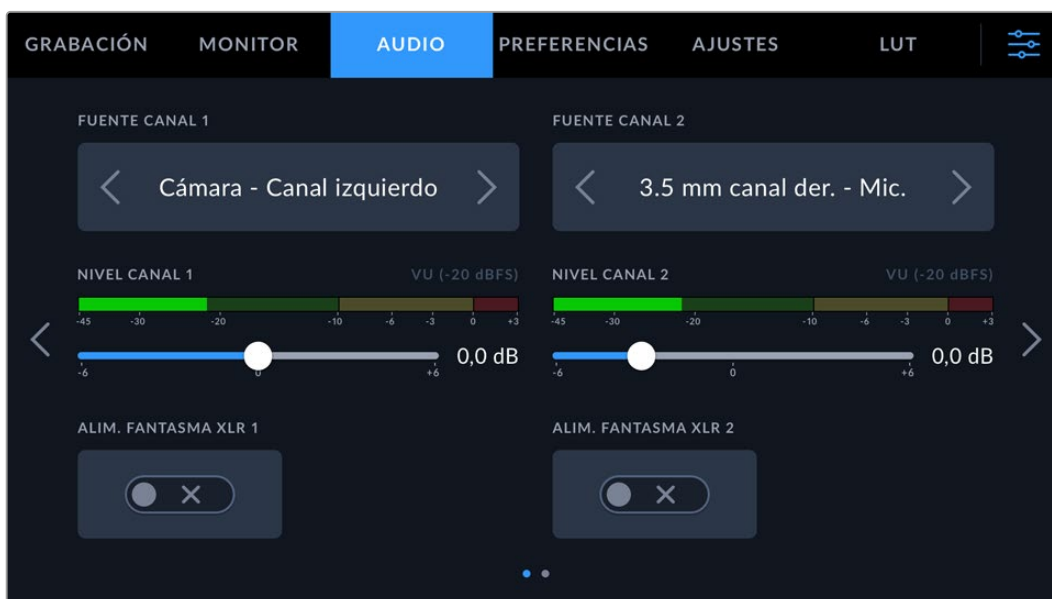 GRABACIÓN MONITOR AUDIO PREFERENCIAS AJUSTES LUT
FUENTE CANAL 1 FUENTE CANAL 2
Cámara - Canal izquierdo 3.5 mm canal der. - Mic.
NIVEL CANAL 1 VU (-20 dBFS) NIVEL CANAL 2 VU (-20 dBFS)
-45 -30 -20 -10 -6 -3 0 +3 -45 -30 -20 -10 -6 -3 0 +3
0,0 dB 0,0 dB
-6 0 +6 -6 0 +6
ALIM. FANTASMA XLR 1 ALIM. FANTASMA XLR 2